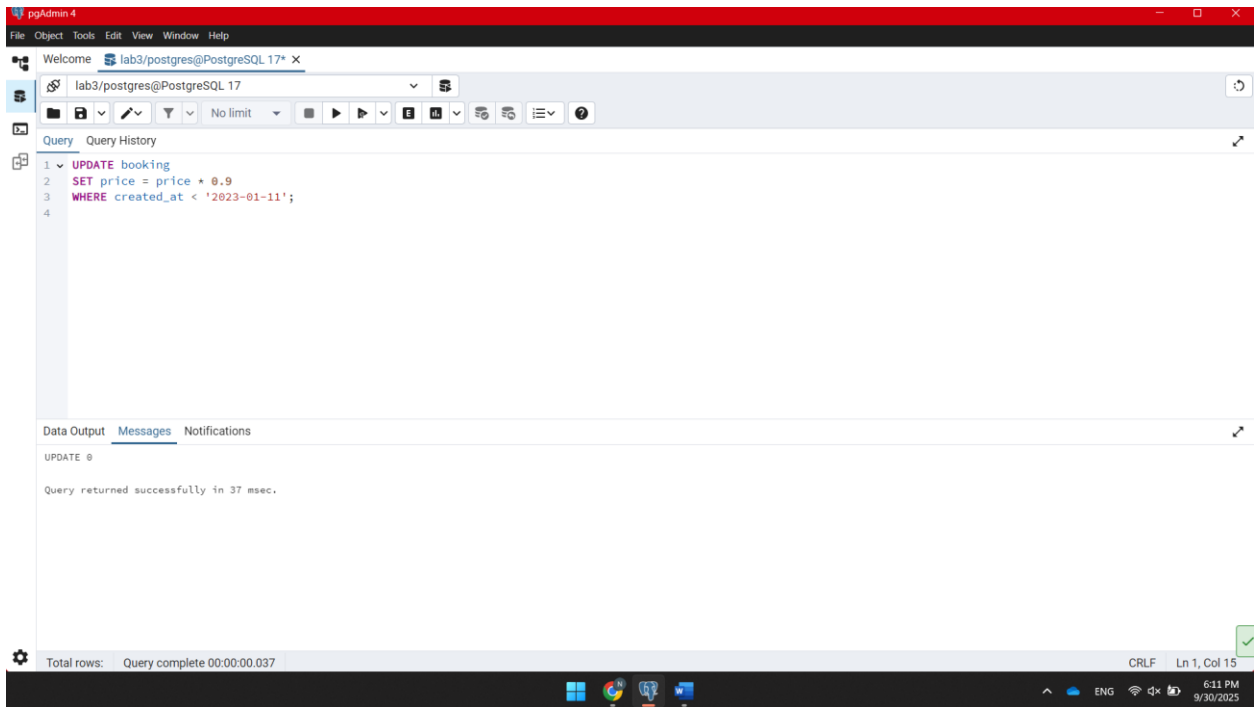 pgAdmin 4
File Object Tools Edit View Window Help
Welcome lab3/postgres@PostgreSQL 17*
lab3/postgres@PostgreSQL 17
No limit
E
Query Query History
1 UPDATE booking
2 SET price = price * 0.9
3 WHERE created_at < '2023-01-11';
4
Data Output Messages Notifications
UPDATE 0
Query returned successfully in 37 msec.
Total rows: Query complete 00:00:00.037 CRLF Ln 1, Col 15
ENG 6:11 PM
9/30/2025